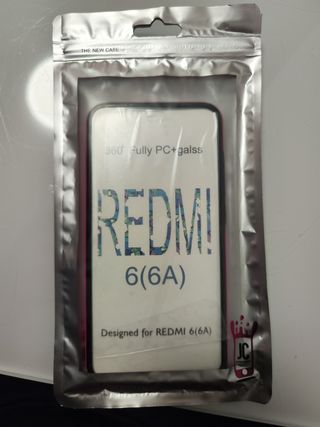 THE NEW CASE
360° Fully PC+galss
REDMI
6(6A)
Designed for REDMI 6(6A)
JC